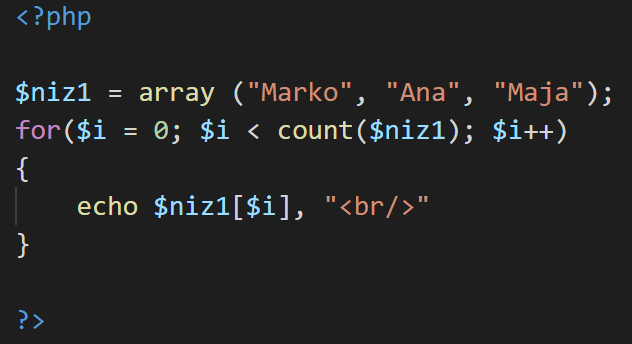 <?php
$niz1 = array ("Marko", "Ana", "Maja");
for($i = 0; $i < count($niz1); $i++)
{
    echo $niz1[$i], "<br/>"
}
?>